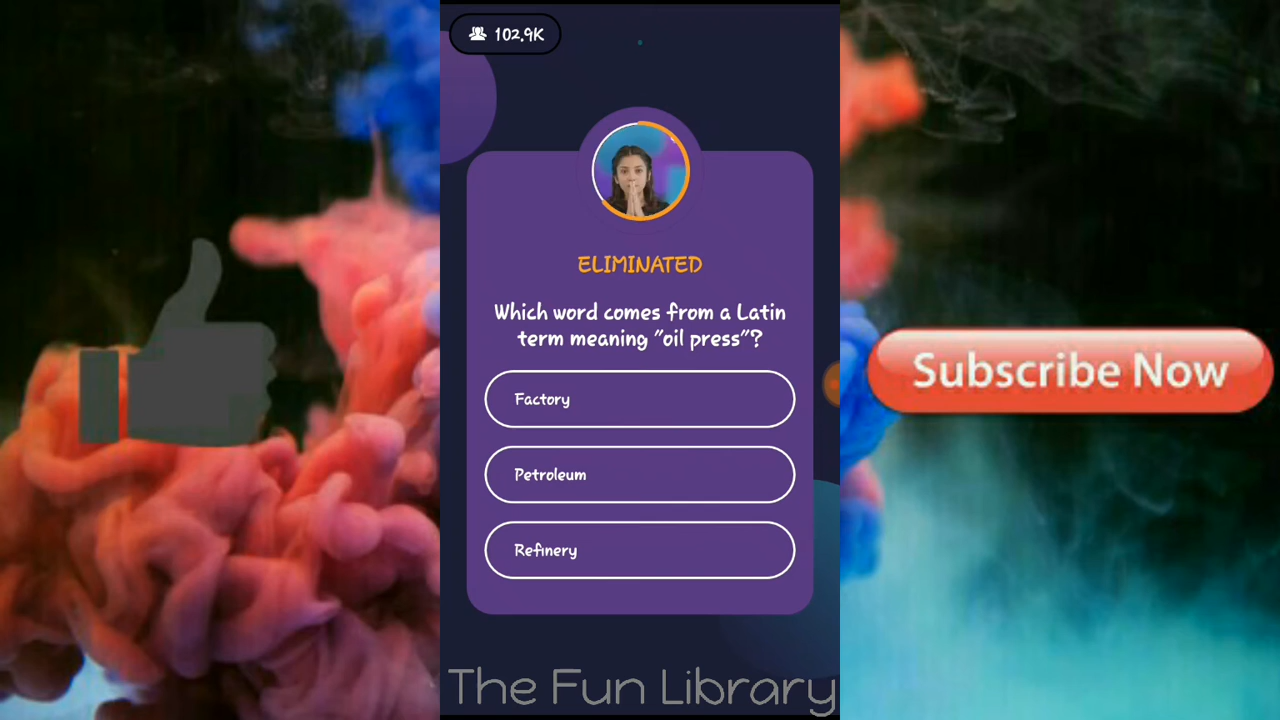 102.9K
ELIMINATED
Which word comes from a Latin
term meaning "oil press"?
Factory
Petroleum
Refinery
Subscribe Now
The Fun Library